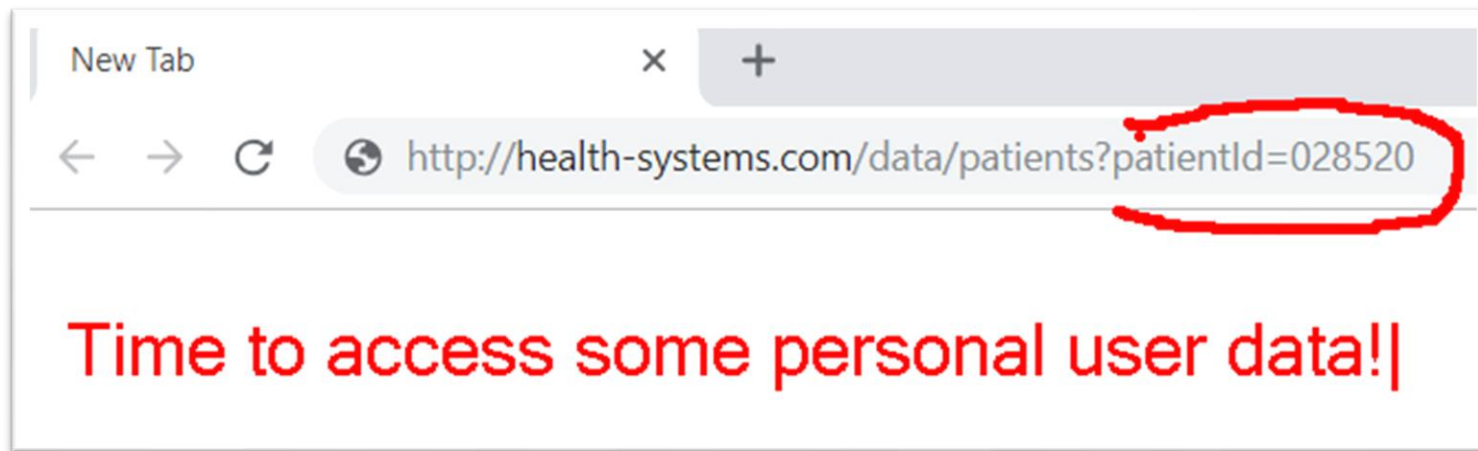 New Tab
http://health-systems.com/data/patients?patientId=028520
Time to access some personal user data!